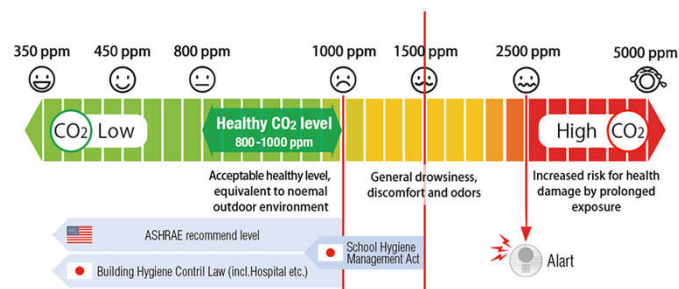 350 ppm
450 ppm
800 ppm
1000 ppm
1500 ppm
2500 ppm
5000 ppm
CO₂ Low
Healthy CO₂ level
800-1000 ppm
High CO₂
Acceptable healthy level,
equivalent to noemal
outdoor environment
General drowsiness,
discomfort and odors
Increased risk for health
damage by prolonged
exposure
ASHRAE recommend level
School Hygiene
Management Act
Building Hygiene Contril Law (incl.Hospital etc.)
Alart